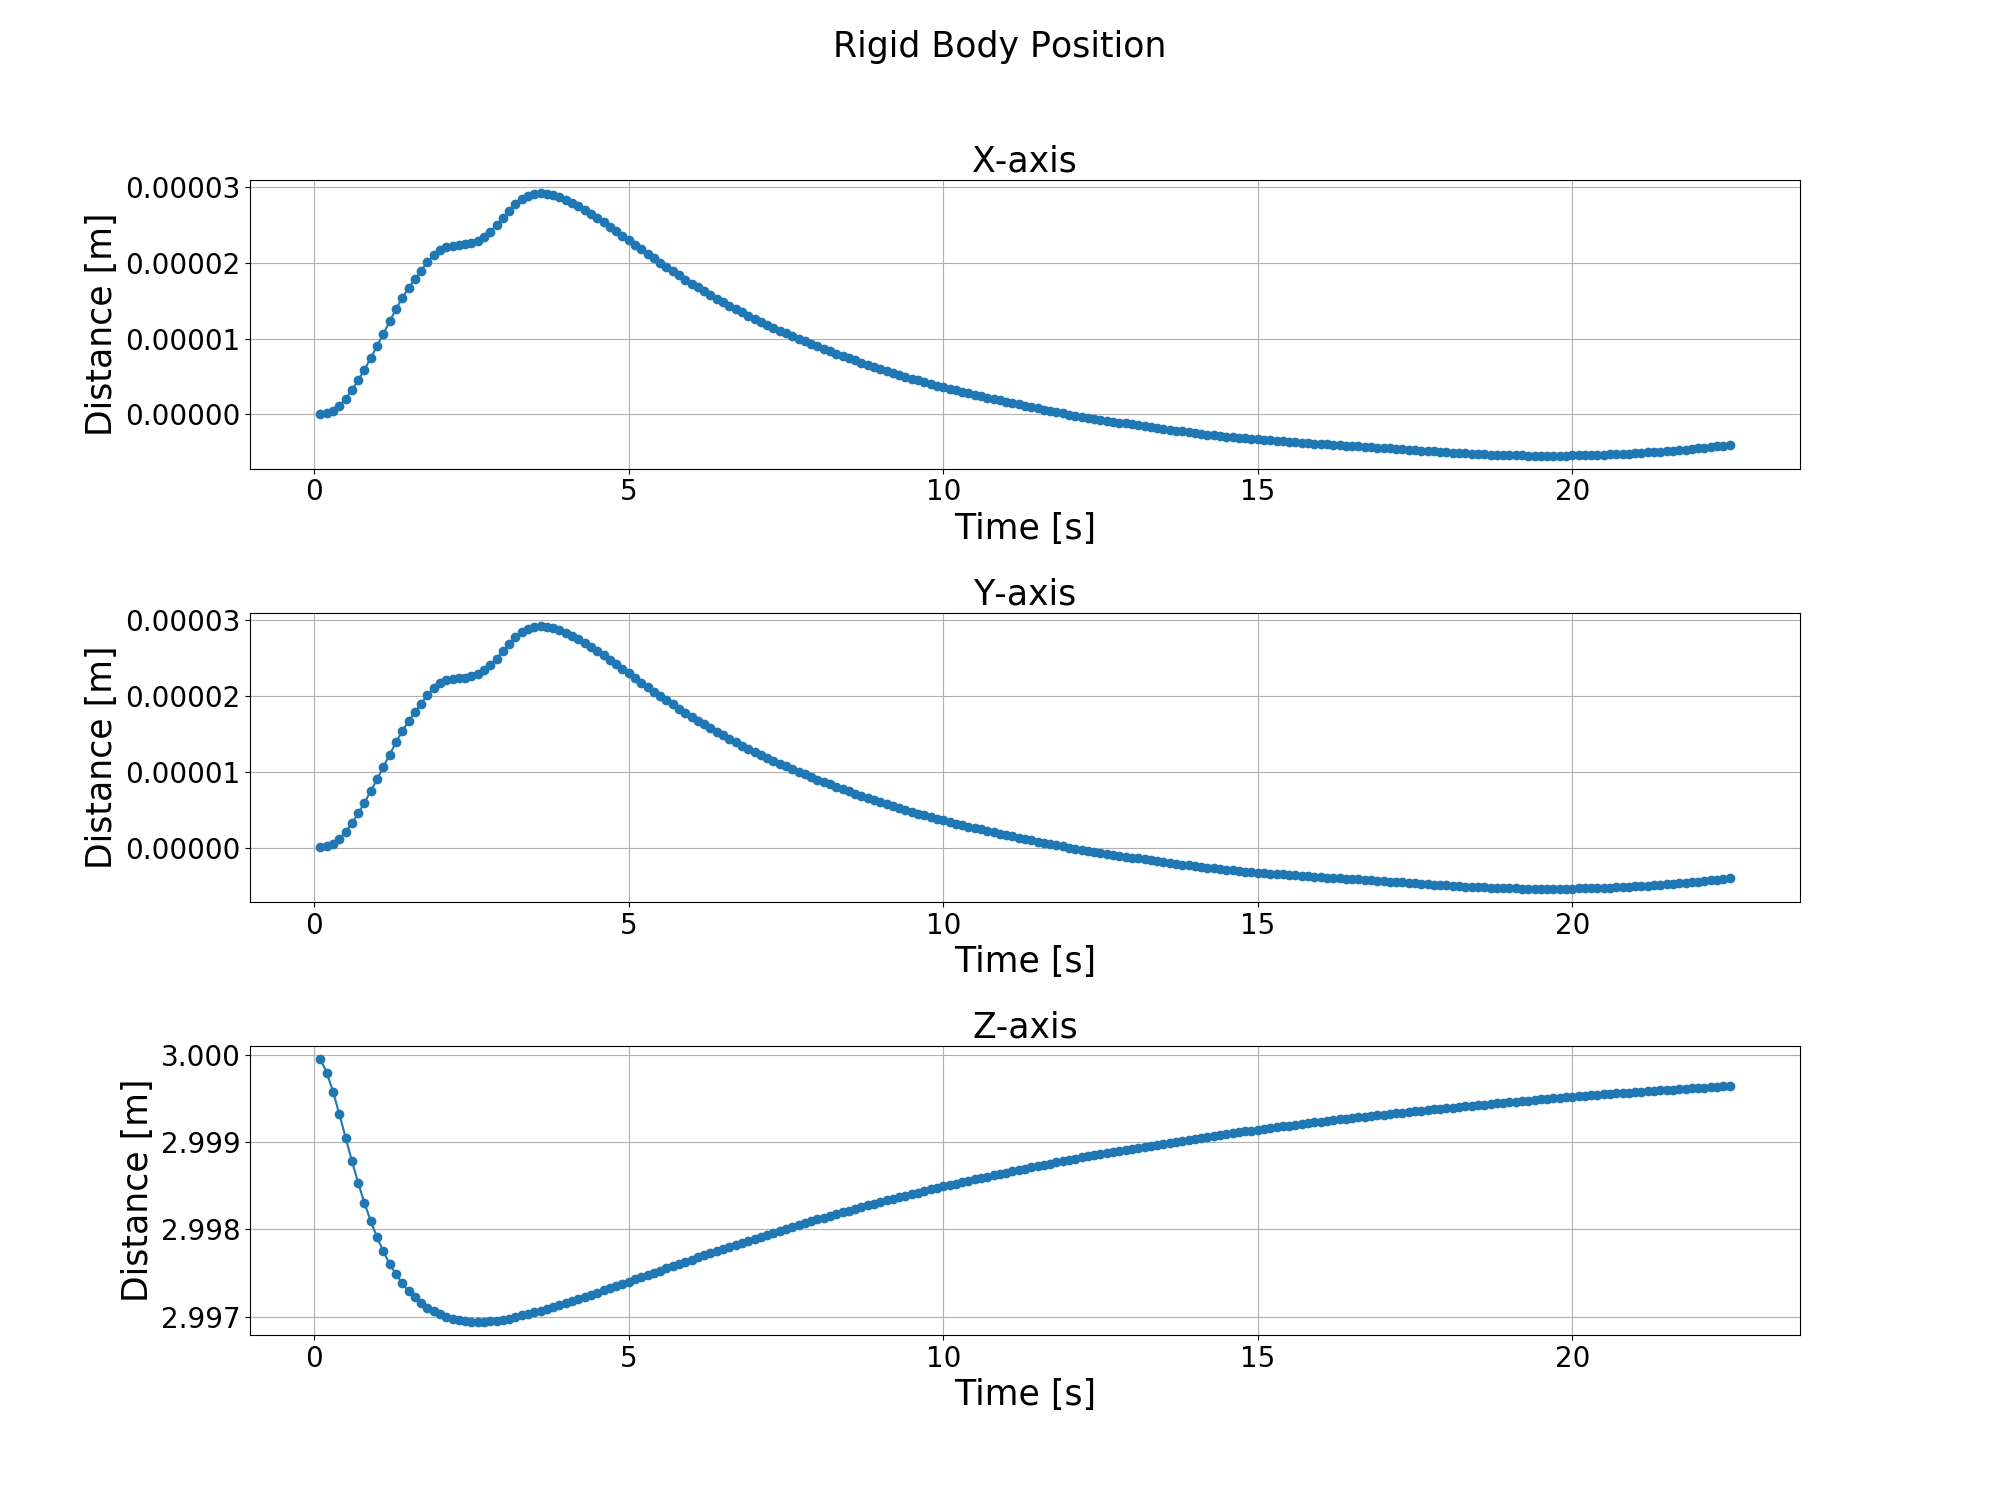 Rigid Body Position
X-axis
Distance [m]
0.00003
0.00002
0.00001
0.00000
0 5 10 15 20
Time [s]
Y-axis
Distance [m]
0.00003
0.00002
0.00001
0.00000
0 5 10 15 20
Time [s]
Z-axis
Distance [m]
3.000
2.999
2.998
2.997
0 5 10 15 20
Time [s]